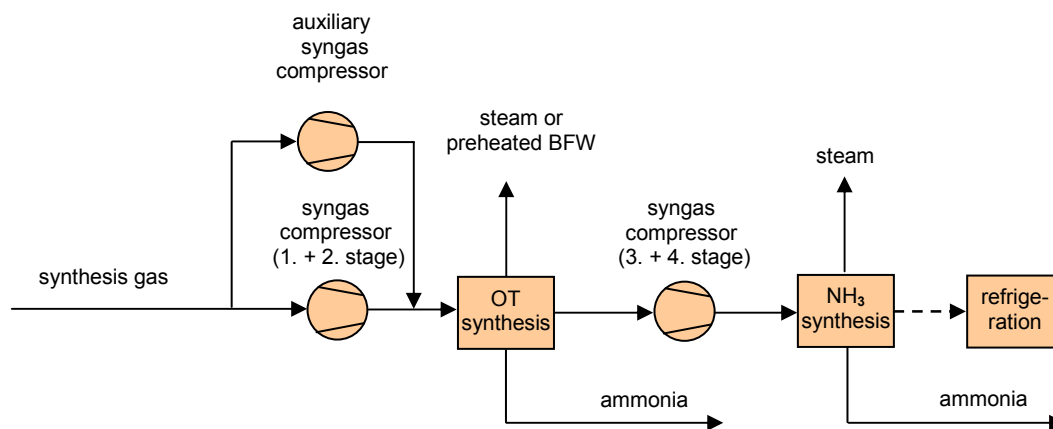 auxiliary
syngas
compressor
steam or
preheated BFW
steam
syngas
compressor
(1. + 2. stage)
syngas
compressor
(3. + 4. stage)
synthesis gas
OT
synthesis
NH₃
synthesis
refrige-
ration
ammonia
ammonia